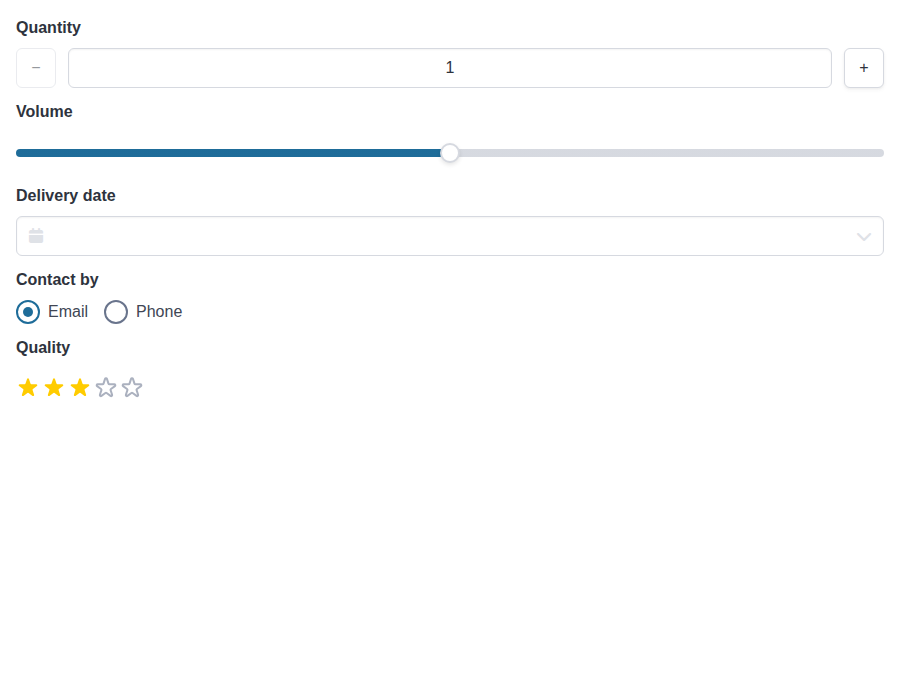 Quantity
− 1 +
Volume
Delivery date
Contact by
Email Phone
Quality